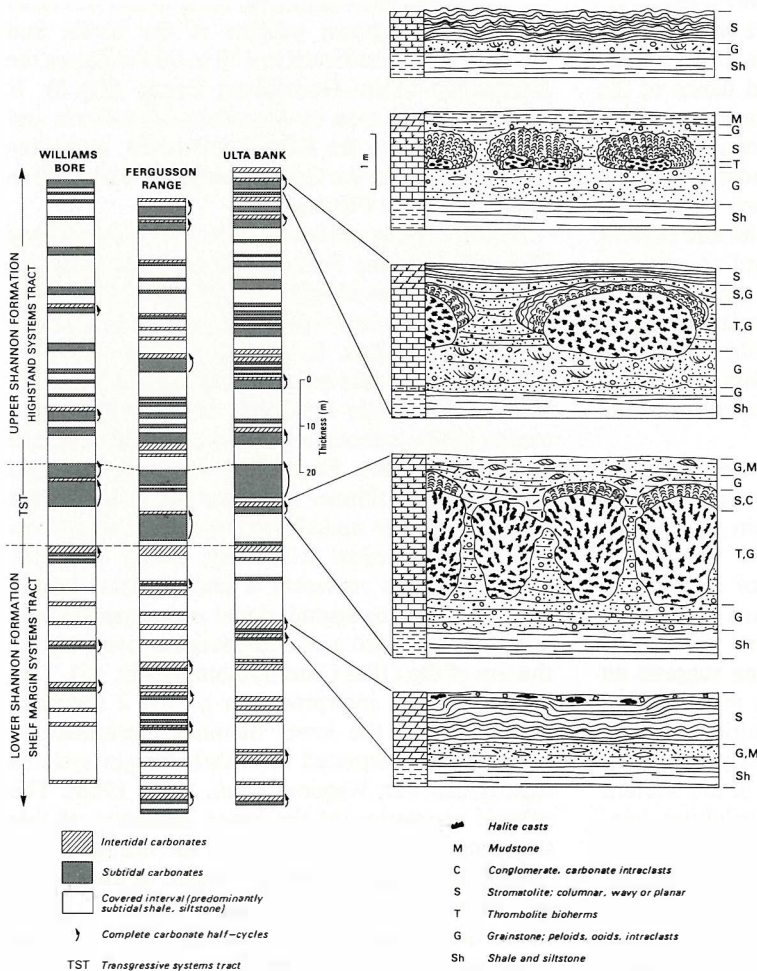 WILLIAMS BORE
FERGUSSON RANGE
ULTA BANK
UPPER SHANNON FORMATION
HIGHSTAND SYSTEMS TRACT
TST
LOWER SHANNON FORMATION
SHELF MARGIN SYSTEMS TRACT
0
10
20
Thickness (m)
S
G
Sh
1 m
M
G
S
T
G
Sh
S
S,G
T,G
G
G
Sh
G,M
G
S,C
T,G
G
Sh
S
G,M
Sh
Intertidal carbonates
Subtidal carbonates
Covered interval (predominantly
subtidal shale, siltstone)
Complete carbonate half-cycles
TST Transgressive systems tract
Halite casts
M Mudstone
C Conglomerate, carbonate intraclasts
S Stromatolite; columnar, wavy or planar
T Thrombolite bioherms
G Grainstone; peloids, ooids, intraclasts
Sh Shale and siltstone